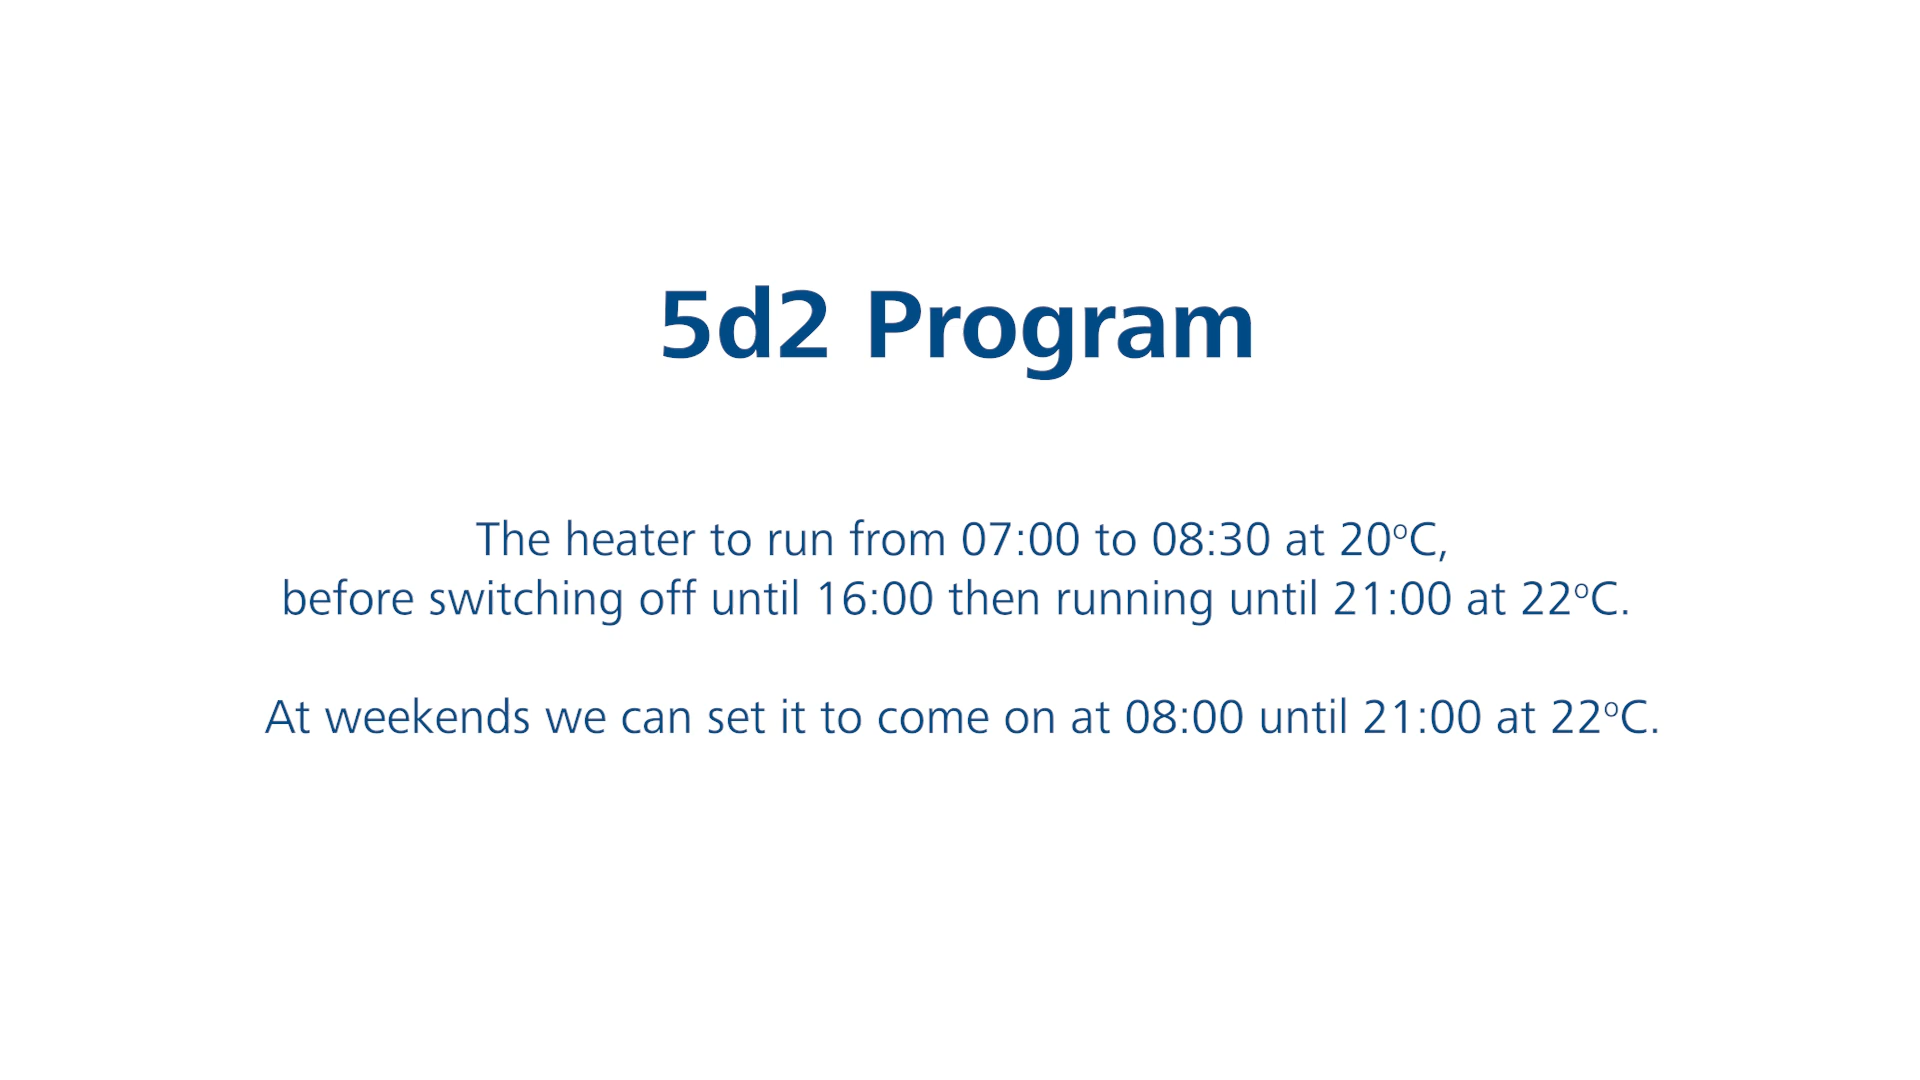 5d2 Program
The heater to run from 07:00 to 08:30 at 20ºC,
before switching off until 16:00 then running until 21:00 at 22ºC.
At weekends we can set it to come on at 08:00 until 21:00 at 22ºC.